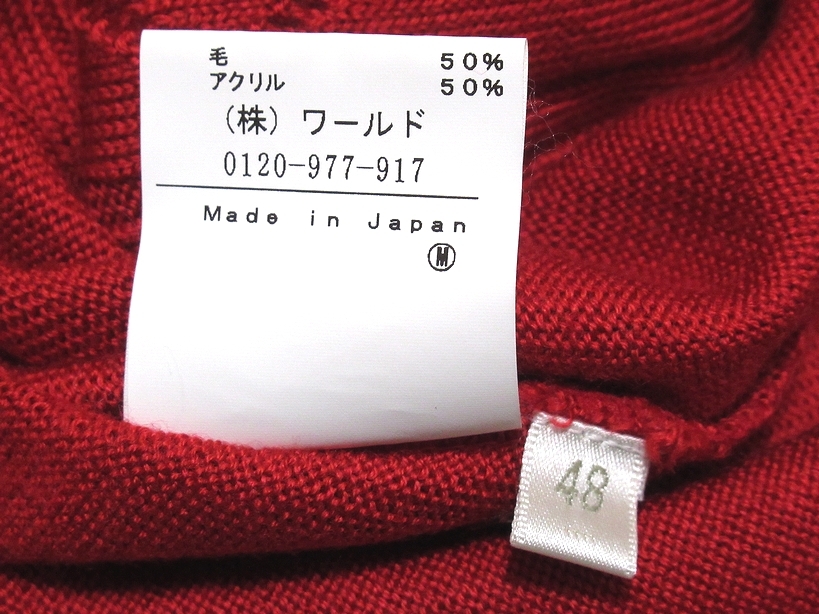 毛 50%
アクリル 50%
(株) ワールド
0120-977-917
Made in Japan
Ⓜ
48